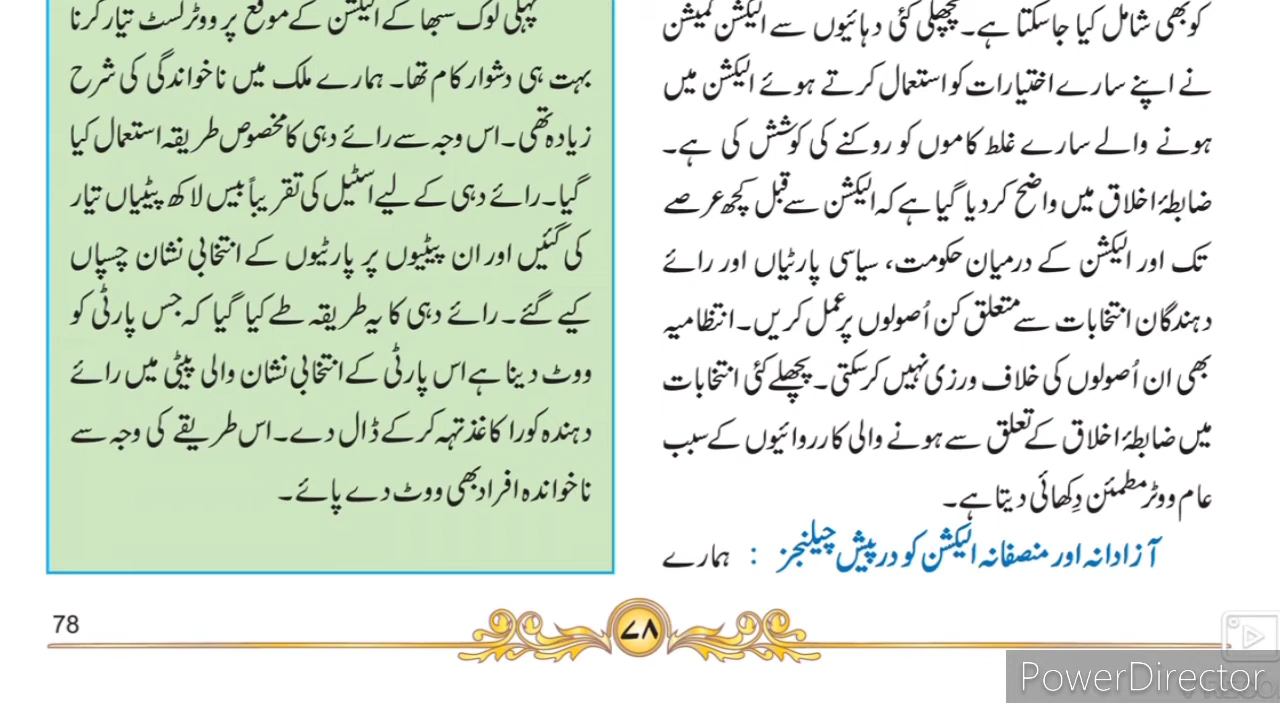 کوبھی شامل کیا جاسکتا ہے۔ پچھلی کئی دہائیوں سے الیکشن کمیشن
نے اپنے سارے اختیارات کو استعمال کرتے ہوئے الیکشن میں
ہونے والے سارے غلط کاموں کو روکنے کی کوشش کی ہے۔
ضابطۂ اخلاق میں واضح کردیا گیا ہے کہ الیکشن سے قبل کچھ عرصے
تک اور الیکشن کے درمیان حکومت، سیاسی پارٹیاں اور رائے
دہندگان انتخابات سے متعلق کن اُصولوں پر عمل کریں۔ انتظامیہ
بھی ان اُصولوں کی خلاف ورزی نہیں کرسکتی۔ پچھلے کئی انتخابات
میں ضابطۂ اخلاق کے تعلق سے ہونے والی کارروائیوں کے سبب
عام ووٹر مطمئن دِکھائی دیتا ہے۔
آزادانہ اور منصفانہ الیکشن کو درپیش چیلنجز : ہمارے
پہلی لوک سبھا کے الیکشن کے موقع پر ووٹر لسٹ تیار کرنا
بہت ہی دشوار کام تھا۔ ہمارے ملک میں ناخواندگی کی شرح
زیادہ تھی۔ اس وجہ سے رائے دہی کا مخصوص طریقہ استعمال کیا
گیا۔ رائے دہی کے لیے اسٹیل کی تقریباً بیس لاکھ پیٹیاں تیار
کی گئیں اور ان پیٹیوں پر پارٹیوں کے انتخابی نشان چسپاں
کیے گئے۔ رائے دہی کا یہ طریقہ طے کیا گیا کہ جس پارٹی کو
ووٹ دینا ہے اس پارٹی کے انتخابی نشان والی پیٹی میں رائے
دہندہ کورا کاغذ تہہ کرکے ڈال دے۔ اس طریقے کی وجہ سے
ناخواندہ افراد بھی ووٹ دے پائے۔
78
۷۸
PowerDirector